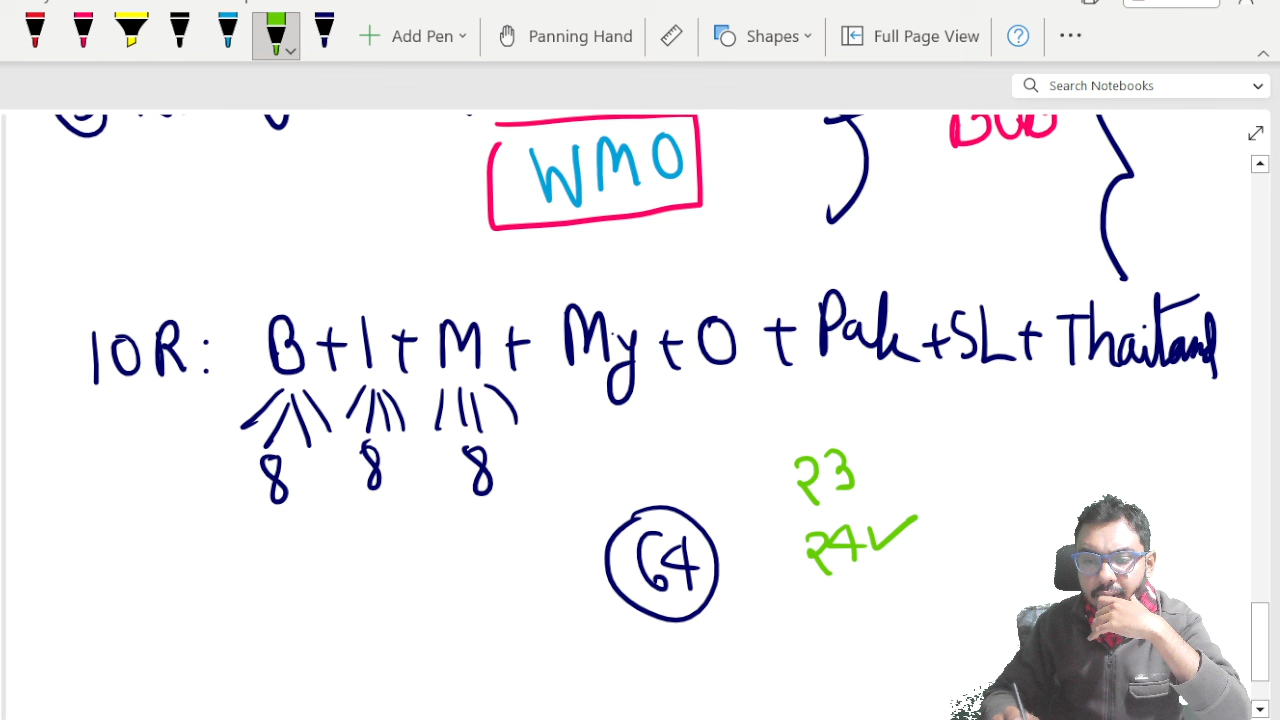 Add Pen Panning Hand Shapes Full Page View ? ...
Search Notebooks
WMO
IOR: B+I+M+ My+O + Pak+SL+ Thailand
8 8 8
23
24✓
64